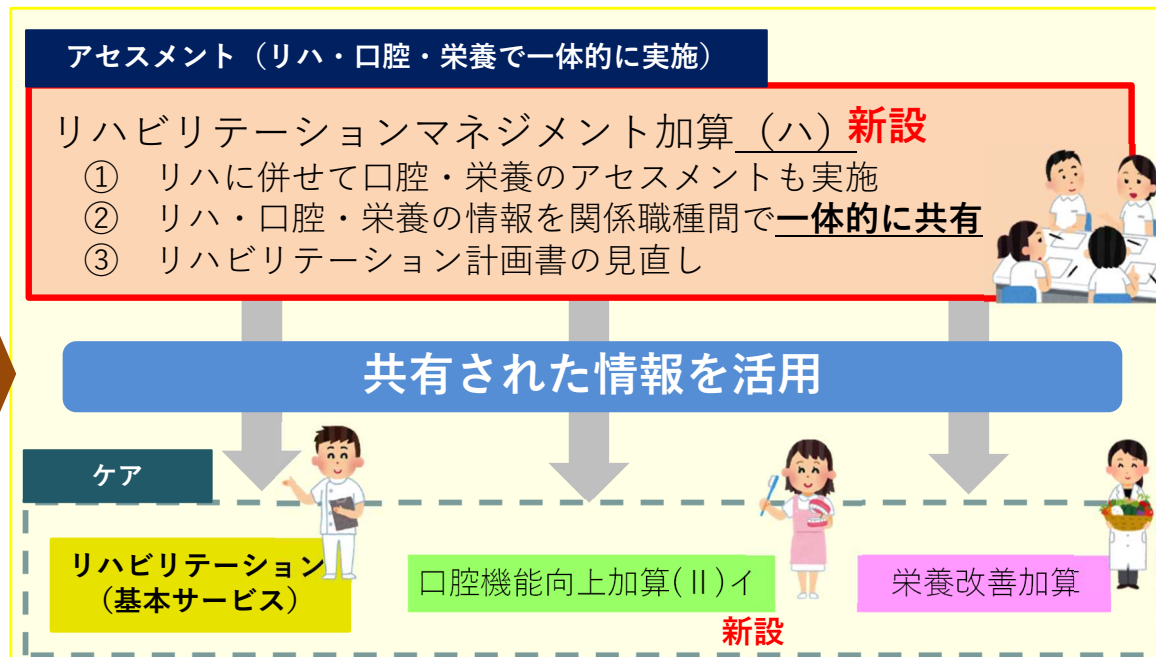 アセスメント（リハ・口腔・栄養で一体的に実施）
リハビリテーションマネジメント加算（ハ）新設
① リハに併せて口腔・栄養のアセスメントも実施
② リハ・口腔・栄養の情報を関係職種間で一体的に共有
③ リハビリテーション計画書の見直し
共有された情報を活用
ケア
リハビリテーション
（基本サービス）
口腔機能向上加算(Ⅱ)イ
新設
栄養改善加算